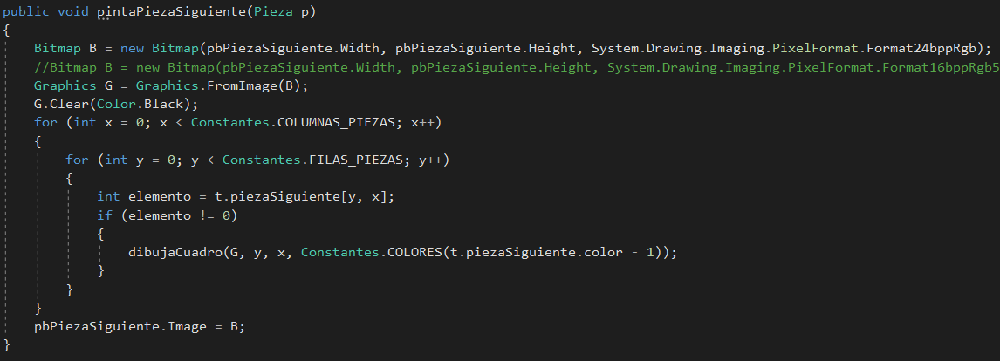 public void pintaPiezaSiguiente(Pieza p)
{
Bitmap B = new Bitmap(pbPiezaSiguiente.Width, pbPiezaSiguiente.Height, System.Drawing.Imaging.PixelFormat.Format24bppRgb);
//Bitmap B = new Bitmap(pbPiezaSiguiente.Width, pbPiezaSiguiente.Height, System.Drawing.Imaging.PixelFormat.Format16bppRgb5
Graphics G = Graphics.FromImage(B);
G.Clear(Color.Black);
for (int x = 0; x < Constantes.COLUMNAS_PIEZAS; x++)
{
for (int y = 0; y < Constantes.FILAS_PIEZAS; y++)
{
int elemento = t.piezaSiguiente[y, x];
if (elemento != 0)
{
dibujaCuadro(G, y, x, Constantes.COLORES(t.piezaSiguiente.color - 1));
}
}
}
pbPiezaSiguiente.Image = B;
}